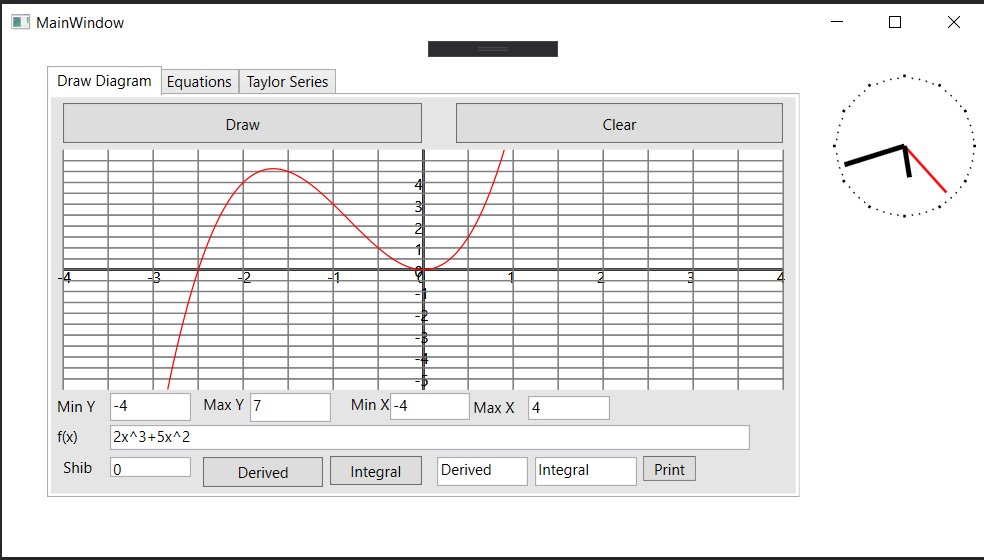 MainWindow
Draw Diagram Equations Taylor Series
Draw Clear
4
3
2
1
0
-4 -3 -2 -1 0 1 2 3 4
-1
-2
-3
-4
-5
Min Y -4 Max Y 7 Min X -4 Max X 4
f(x) 2x^3+5x^2
Shib 0 Derived Integral Derived Integral Print